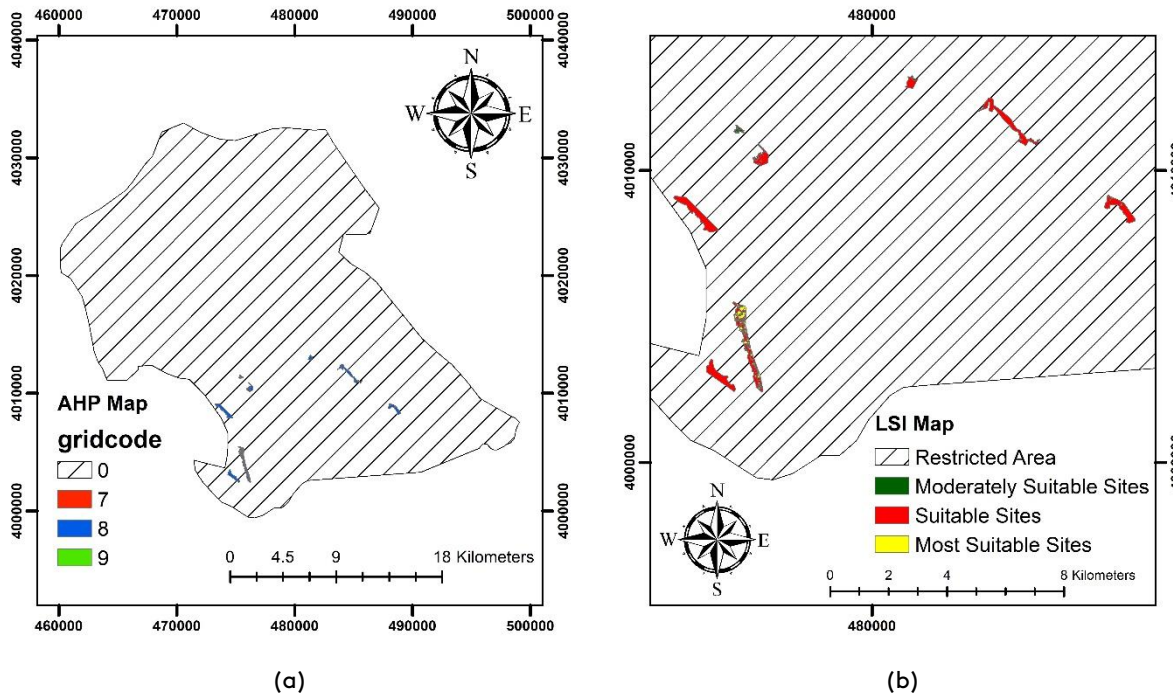 460000 470000 480000 490000 500000
4040000 4040000
N
W E
S
4030000 4030000
4020000 4020000
4010000 4010000
4000000 4000000
AHP Map
gridcode
0
7
8
9
0 4.5 9 18 Kilometers
460000 470000 480000 490000 500000
(a)
480000
4010000
4000000
LSI Map
Restricted Area
Moderately Suitable Sites
Suitable Sites
Most Suitable Sites
N
W E
S
0 2 4 8 Kilometers
480000
(b)